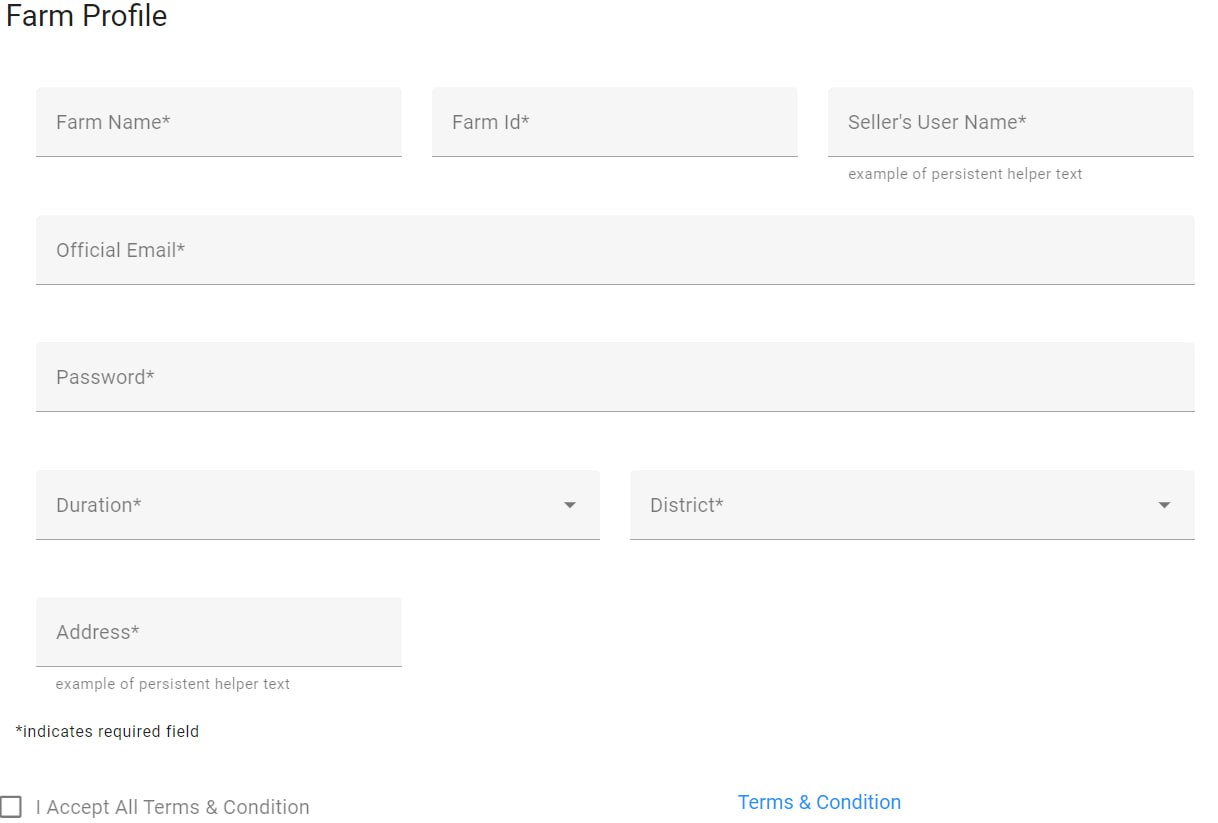 Farm Profile
Farm Name*
Farm Id*
Seller's User Name*
example of persistent helper text
Official Email*
Password*
Duration*
District*
Address*
example of persistent helper text
*indicates required field
I Accept All Terms & Condition
Terms & Condition